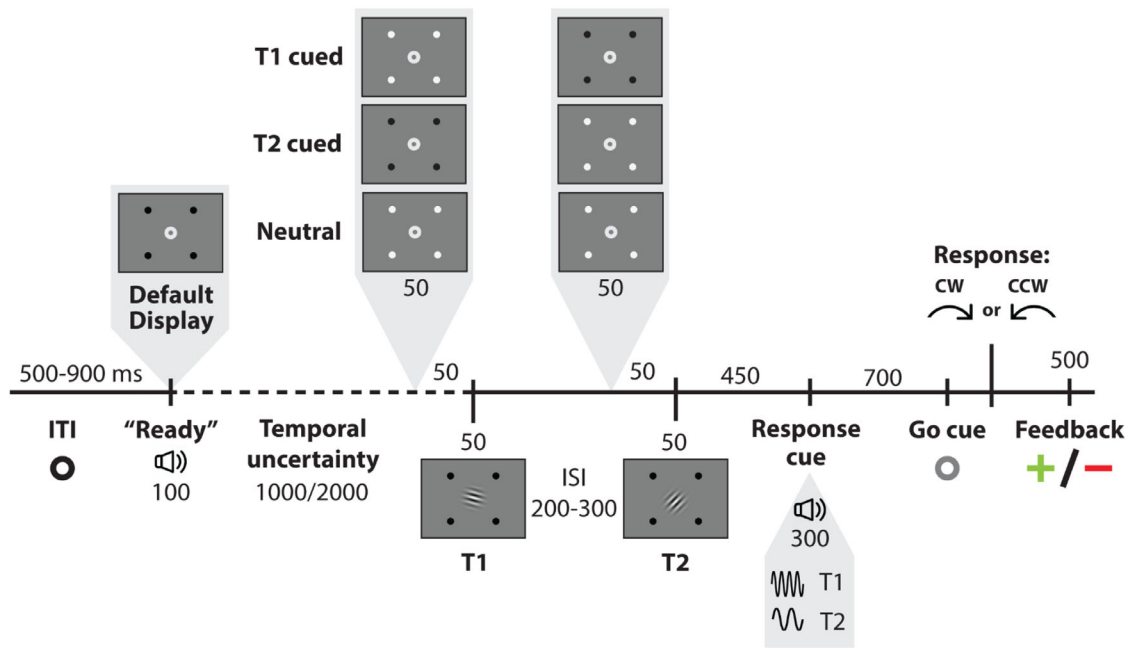 T1 cued
T2 cued
Neutral
50
50
Default
Display
Response:
CW
CCW
or
500-900 ms
50
50
450
700
500
ITI
"Ready"
100
Temporal
uncertainty
1000/2000
50
T1
ISI
200-300
50
T2
Response
cue
300
T1
T2
Go cue
Feedback
+/−